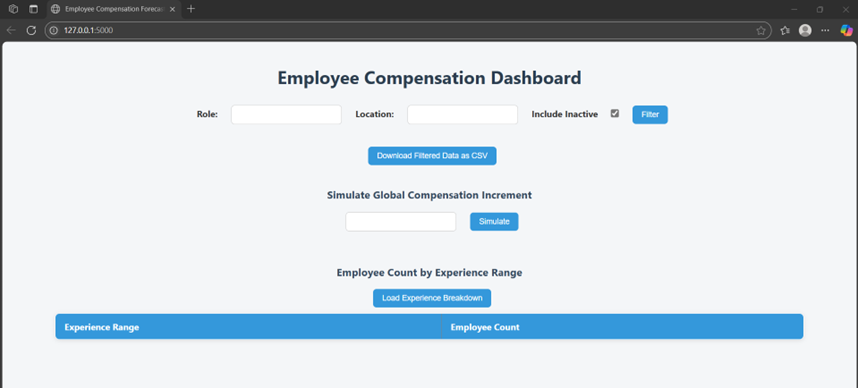 Employee Compensation Forecas
127.0.0.1:5000
Employee Compensation Dashboard
Role: Location: Include Inactive Filter
Download Filtered Data as CSV
Simulate Global Compensation Increment
Simulate
Employee Count by Experience Range
Load Experience Breakdown
Experience Range Employee Count